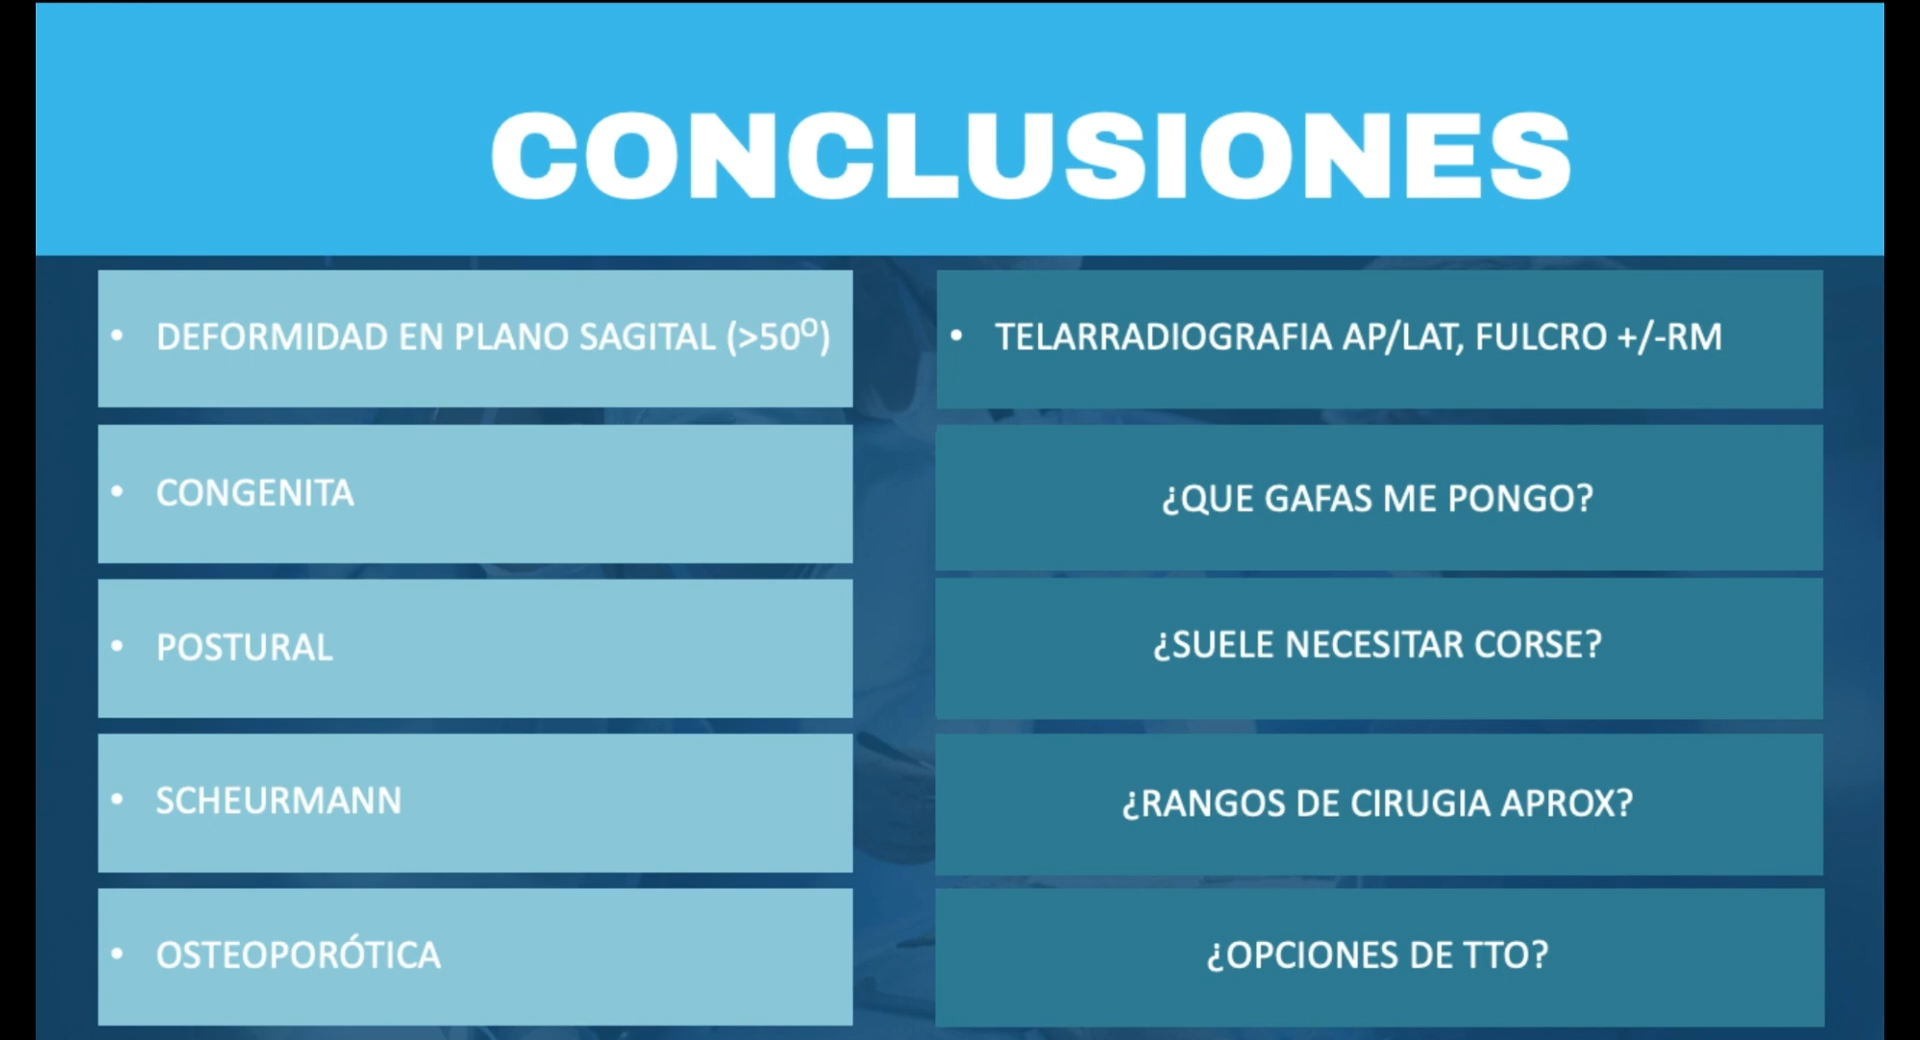 CONCLUSIONES
• DEFORMIDAD EN PLANO SAGITAL (>50º)
• TELARRADIOGRAFIA AP/LAT, FULCRO +/-RM
• CONGENITA
¿QUE GAFAS ME PONGO?
• POSTURAL
¿SUELE NECESITAR CORSE?
• SCHEURMANN
¿RANGOS DE CIRUGIA APROX?
• OSTEOPORÓTICA
¿OPCIONES DE TTO?